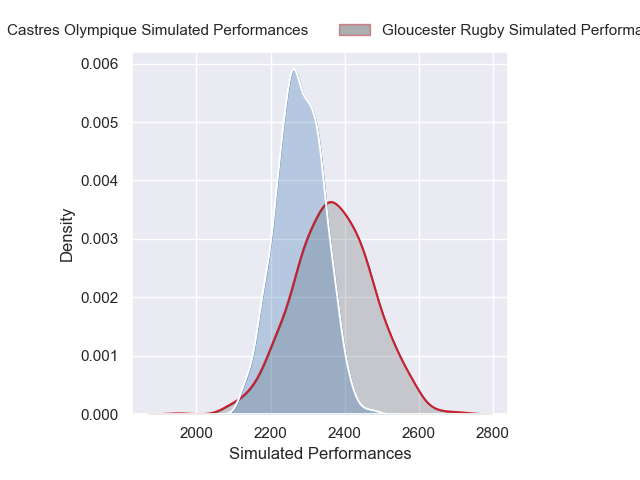 Castres Olympique Simulated Performances
Gloucester Rugby Simulated Performa
0.006
0.005
0.004
0.003
0.002
0.001
0.000
Density
2000 2200 2400 2600 2800
Simulated Performances